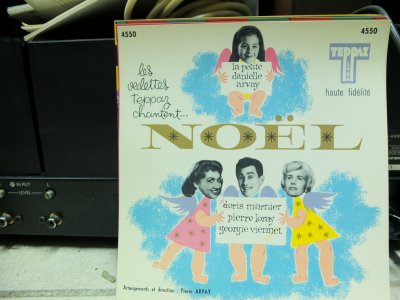 4550
4550
les
vedettes
teppaz
chantent...
la petite
danielle
arvay
TEPPAZ
haute fidélité
NOËL
doris marnier
pierre loray
georgie viennet
Arrangements et direction : Pierre ARVAY
INPUT
LEVEL